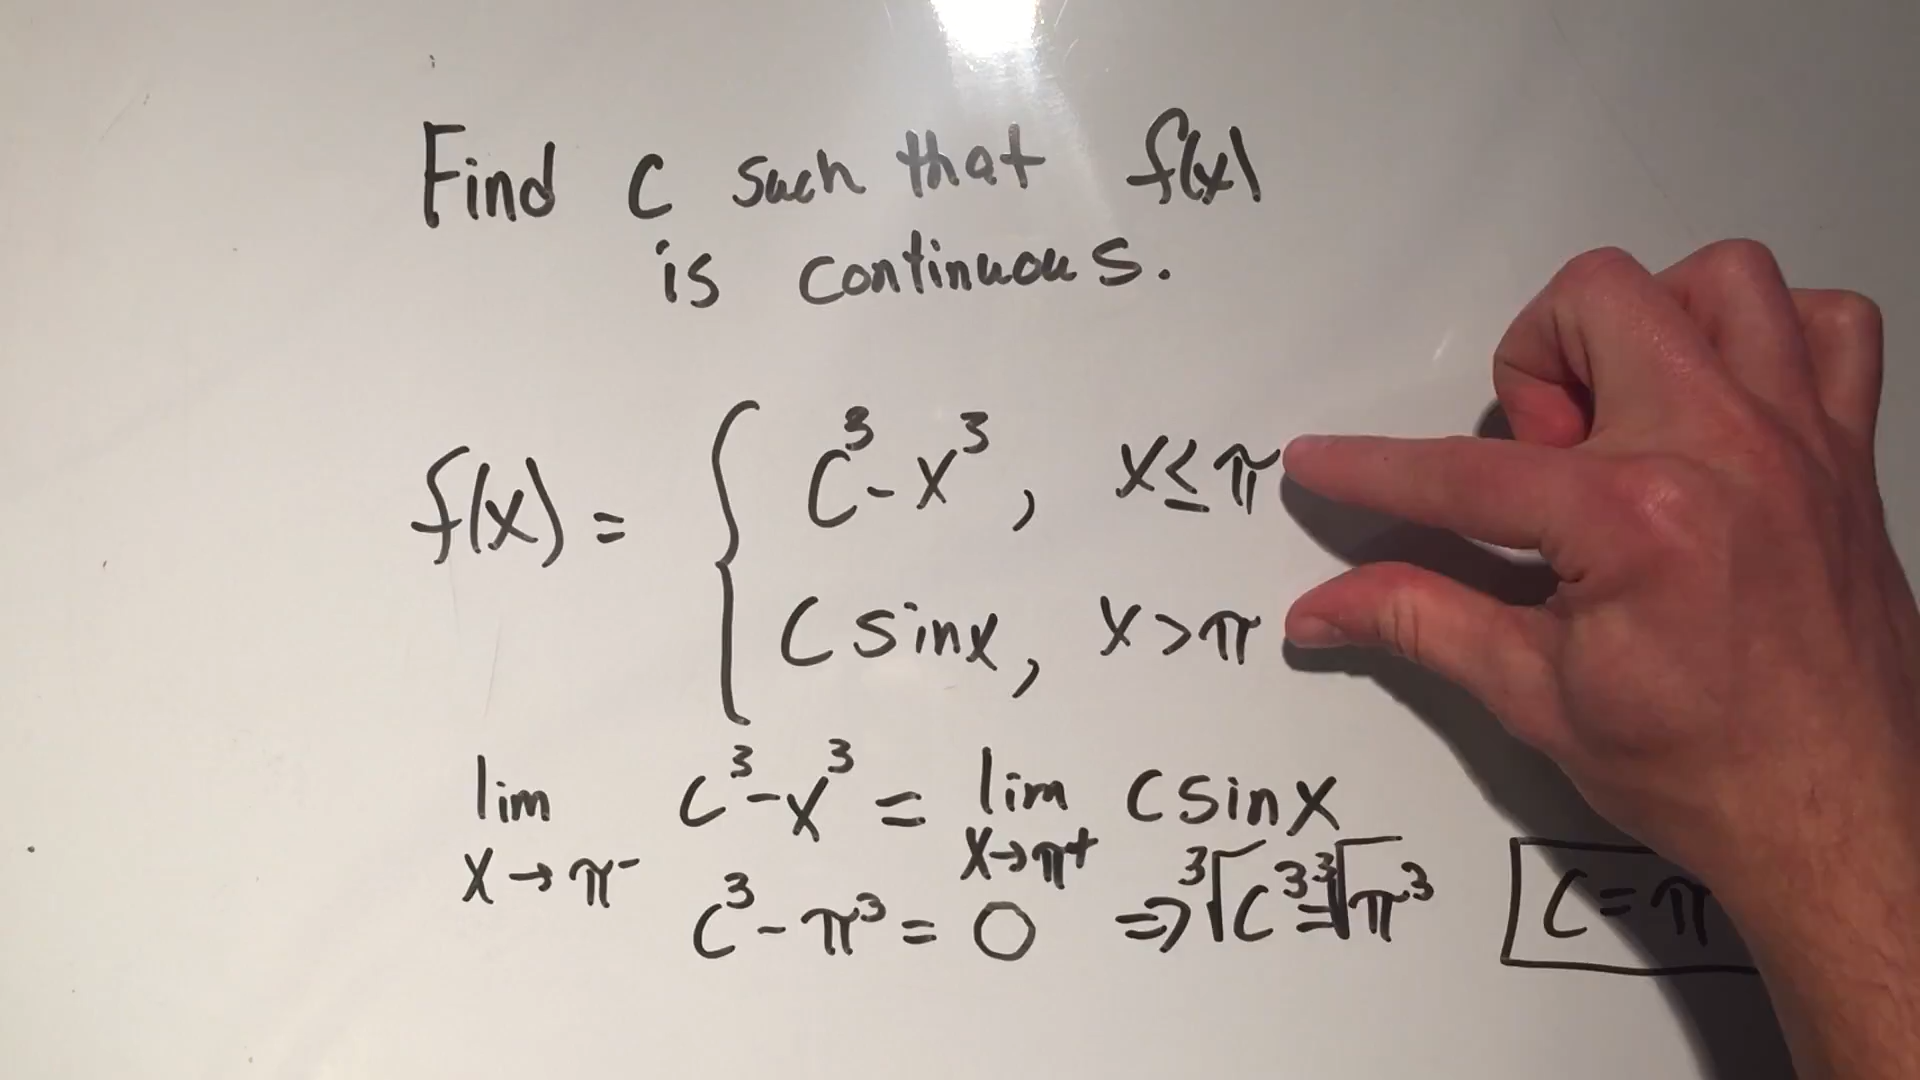 Find c such that f(x)
is continuous.
f(x) = { c³ - x³ , x ≤ π
c sin x , x > π
lim x→π⁻ c³ - x³ = lim x→π⁺ c sin x
c³ - π³ = 0 ⇒ ∛c³ = ∛π³ c = π